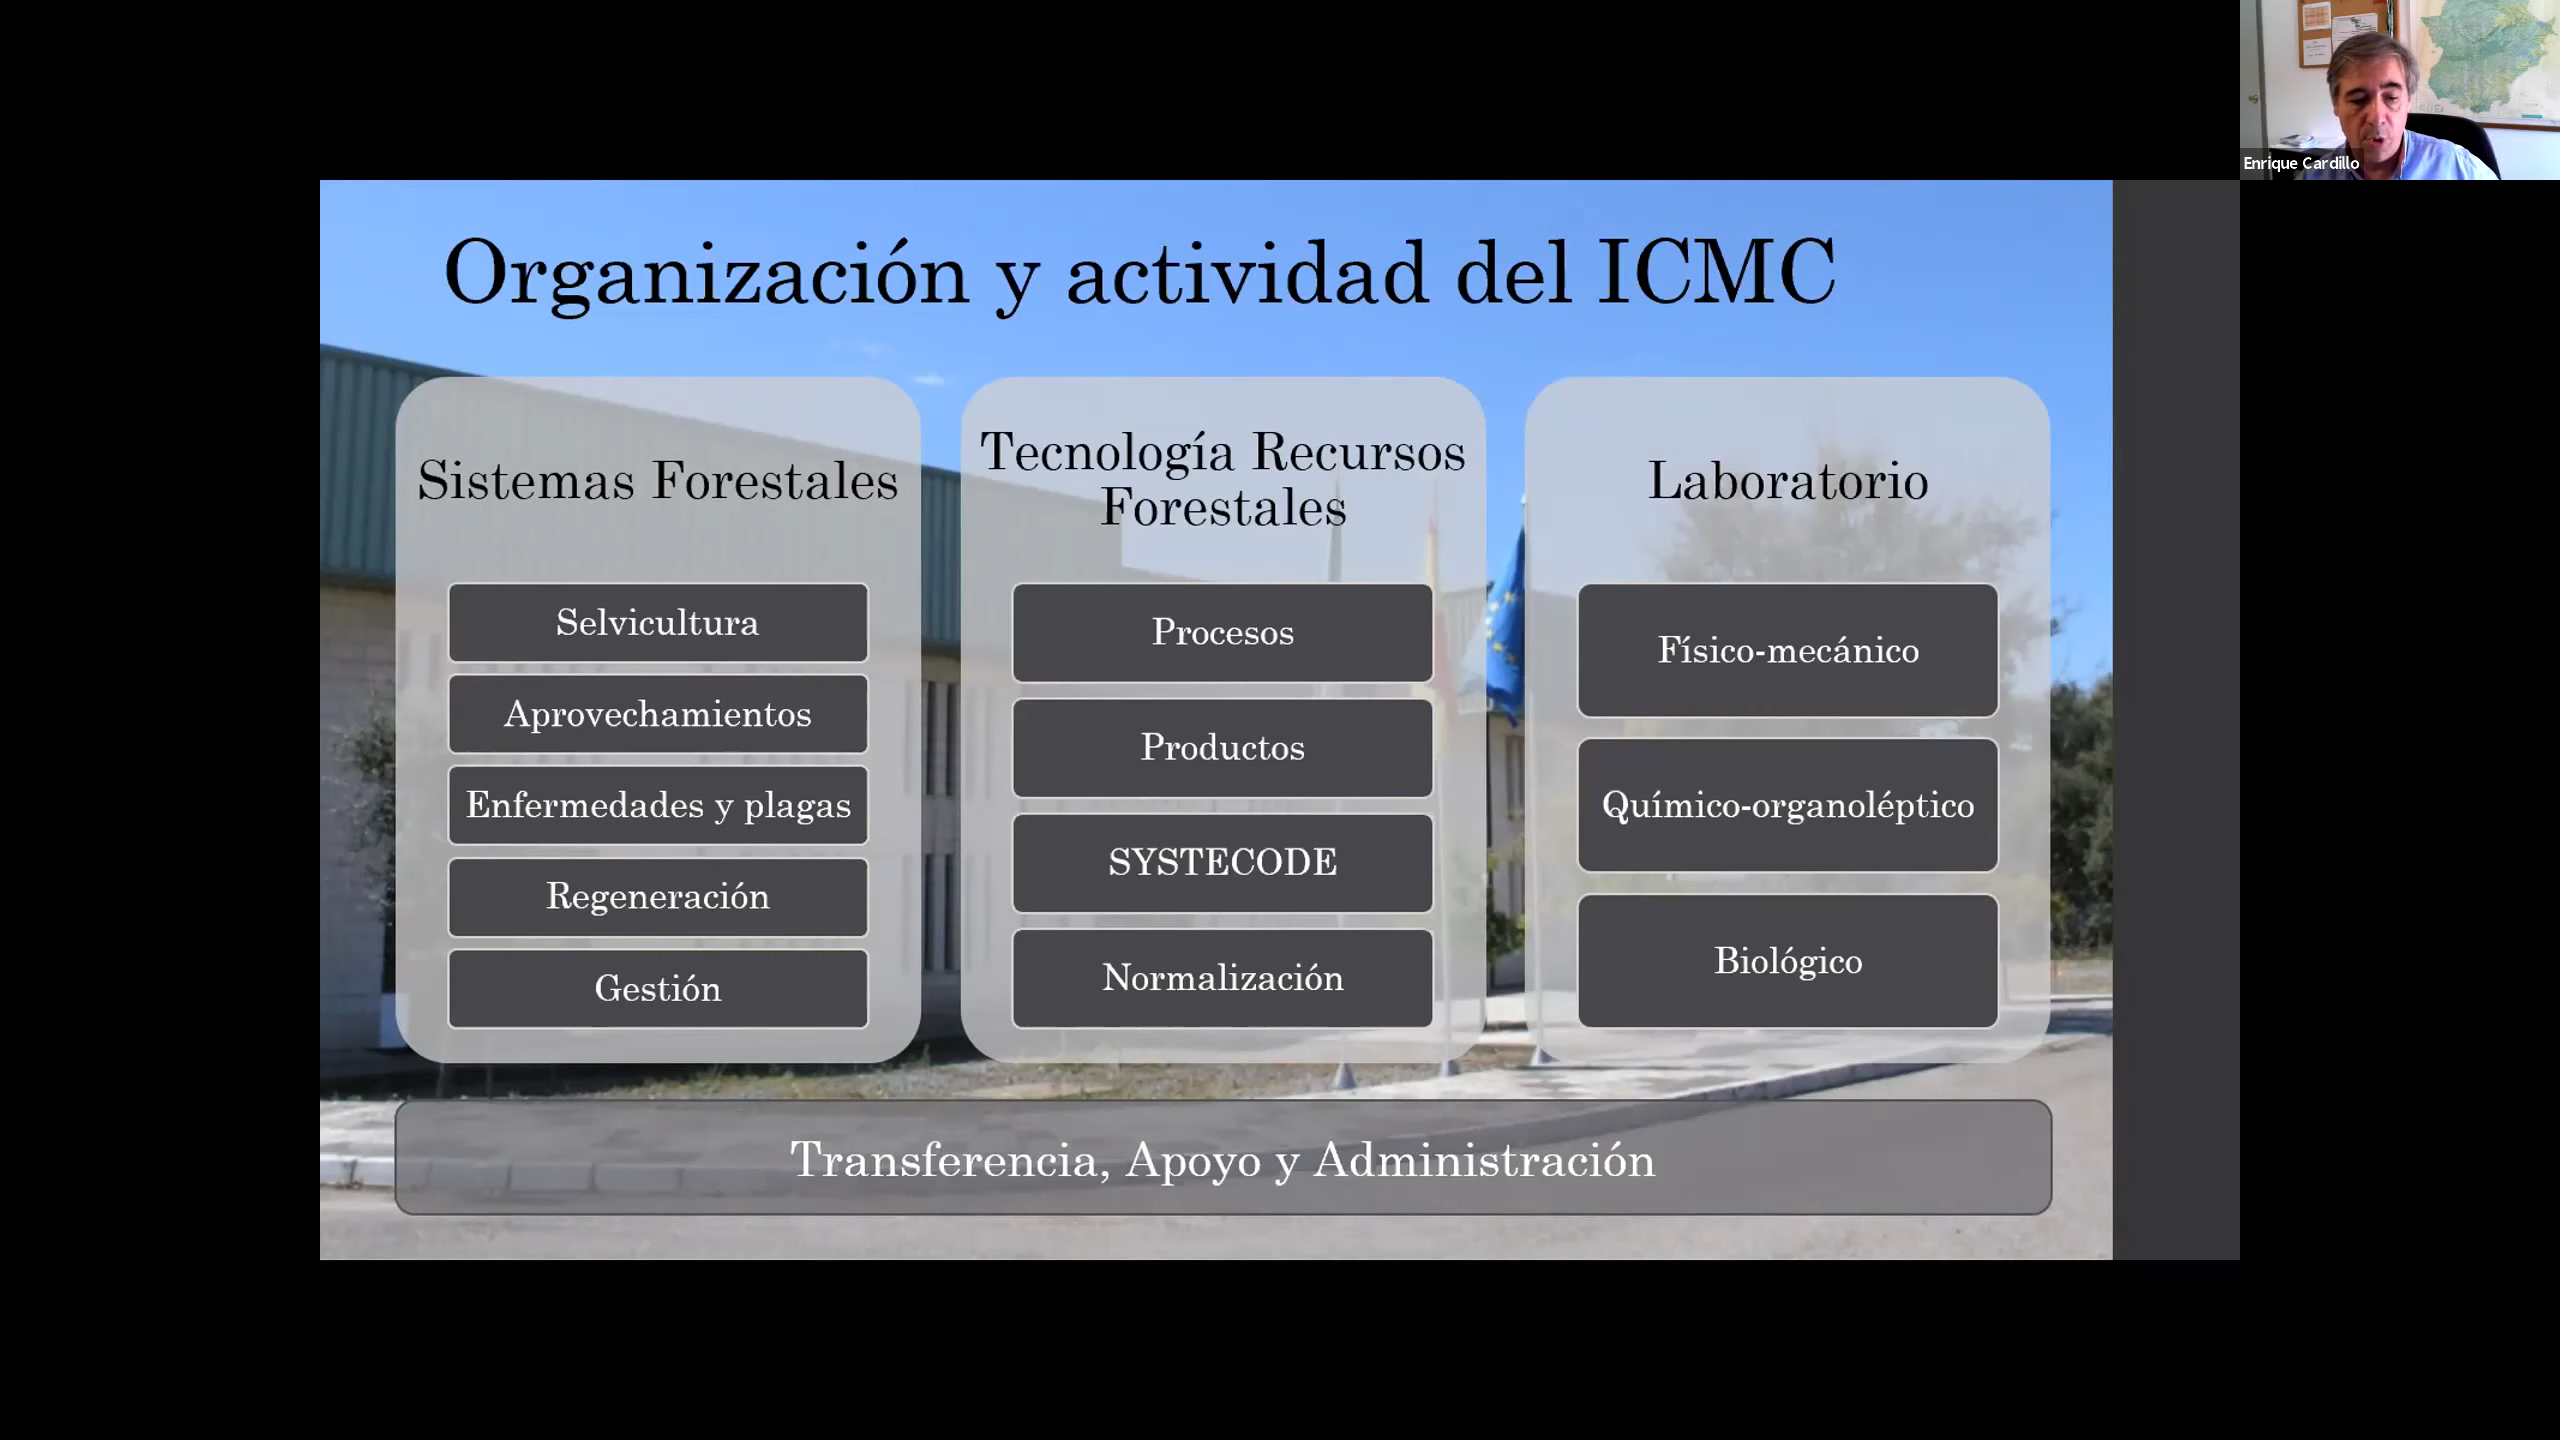 Enrique Cardillo
Organización y actividad del ICMC
Sistemas Forestales
Selvicultura
Aprovechamientos
Enfermedades y plagas
Regeneración
Gestión
Tecnología Recursos
Forestales
Procesos
Productos
SYSTECODE
Normalización
Laboratorio
Físico-mecánico
Químico-organoléptico
Biológico
Transferencia, Apoyo y Administración